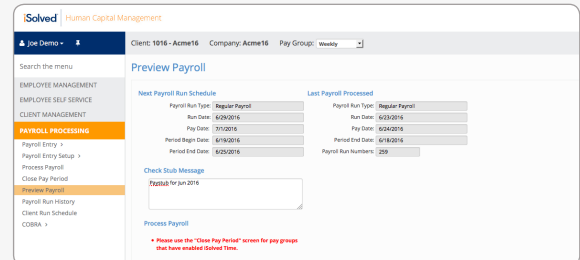 iSolved Human Capital Management
Joe Demo
Client: 1016 - Acme16 Company: Acme16 Pay Group: Weekly
Search the menu
EMPLOYEE MANAGEMENT
EMPLOYEE SELF SERVICE
CLIENT MANAGEMENT
PAYROLL PROCESSING
Payroll Entry >
Payroll Entry Setup >
Process Payroll
Close Pay Period
Preview Payroll
Payroll Run History
Client Run Schedule
COBRA >
Preview Payroll
Next Payroll Run Schedule
Payroll Run Type: Regular Payroll
Run Date: 6/29/2016
Pay Date: 7/1/2016
Period Begin Date: 6/19/2016
Period End Date: 6/25/2016
Last Payroll Processed
Payroll Run Type: Regular Payroll
Run Date: 6/23/2016
Pay Date: 6/24/2016
Period End Date: 6/18/2016
Payroll Run Numbers: 259
Check Stub Message
Paystub for Jun 2016
Process Payroll
• Please use the "Close Pay Period" screen for pay groups
that have enabled iSolved Time.